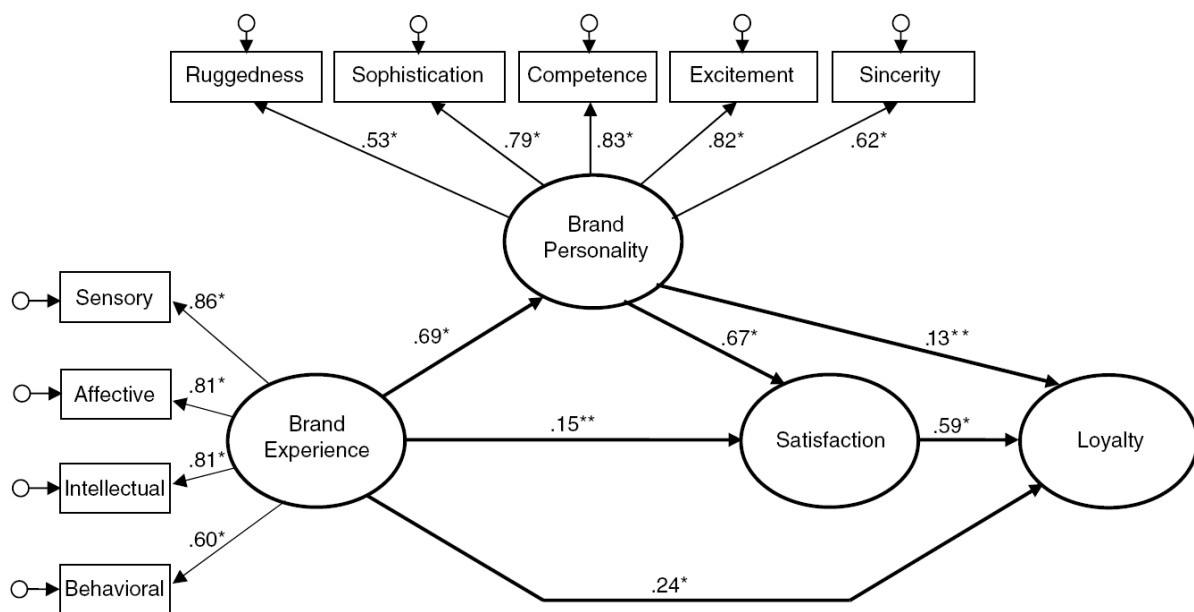 Ruggedness
Sophistication
Competence
Excitement
Sincerity
.53*
.79*
.83*
.82*
.62*
Brand
Personality
Sensory
.86*
.69*
.67*
.13**
Affective
.81*
Brand
Experience
.15**
Satisfaction
.59*
Loyalty
.81*
Intellectual
.60*
Behavioral
.24*